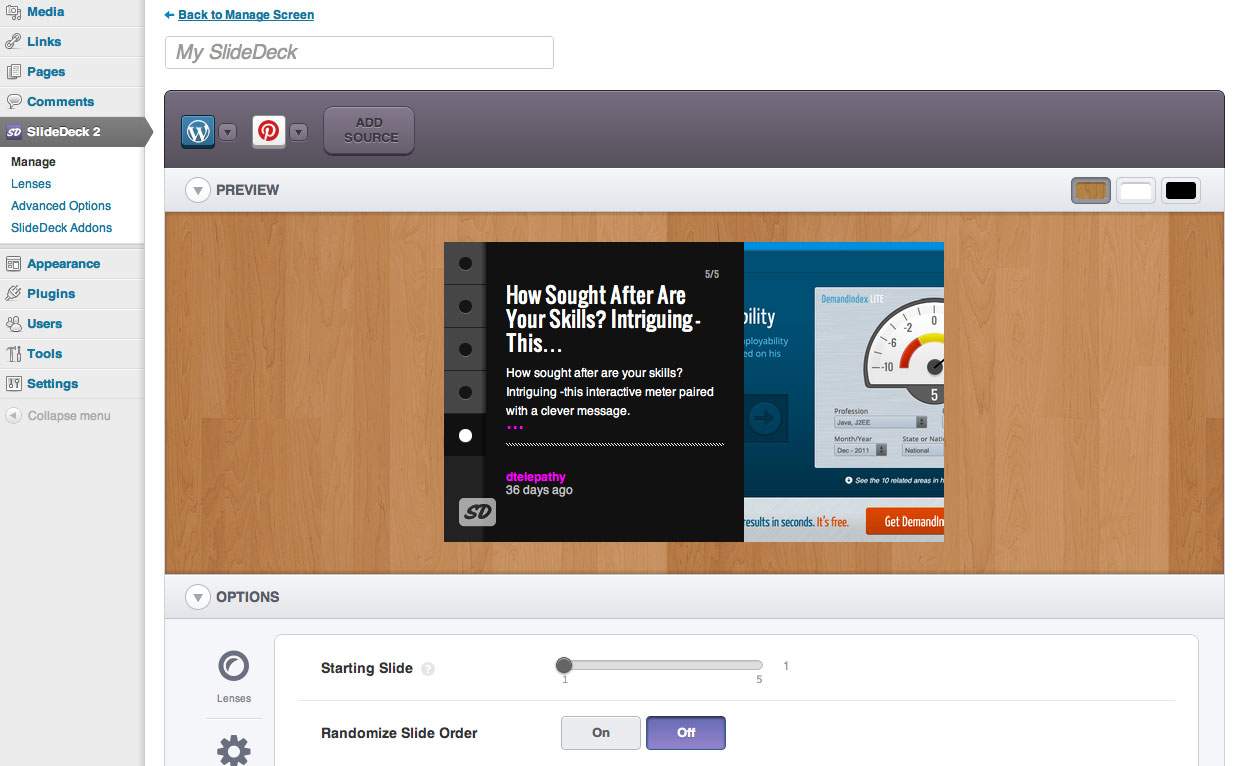 Media
Links
Pages
Comments
SD SlideDeck 2
Manage
Lenses
Advanced Options
SlideDeck Addons
Appearance
Plugins
Users
Tools
Settings
Collapse menu
← Back to Manage Screen
My SlideDeck
ADD
SOURCE
PREVIEW
5/5
How Sought After Are
Your Skills? Intriguing -
This...
How sought after are your skills?
Intriguing -this interactive meter paired
with a clever message.
...
dtelepathy
36 days ago
SD
bility
mployability
ed on his
DemandIndex LITE
-10
-6
-2
0
5
Profession
Java, J2EE
Month/Year
State or Nati
Dec - 2011
National
See the 10 related areas in h
results in seconds. It's free.
Get DemandIn
OPTIONS
Lenses
Starting Slide ?
1
1
5
Randomize Slide Order
On
Off